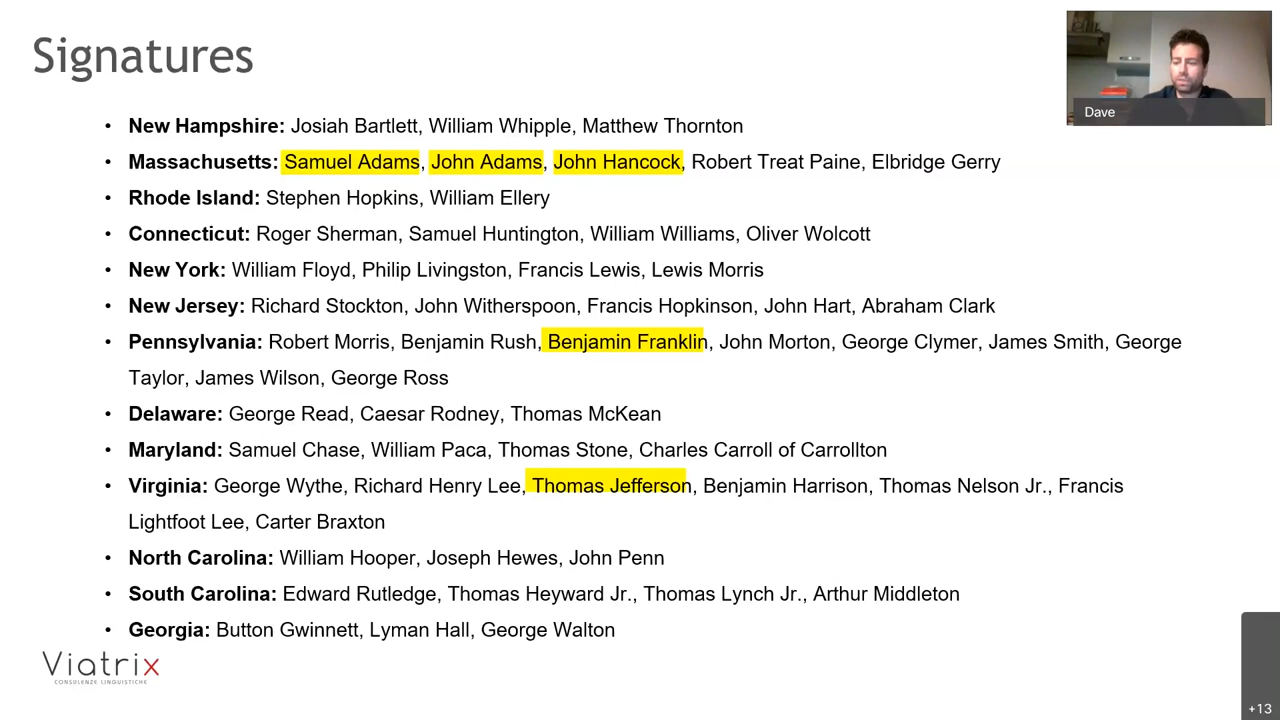 Signatures
Dave
• New Hampshire: Josiah Bartlett, William Whipple, Matthew Thornton
• Massachusetts: Samuel Adams, John Adams, John Hancock, Robert Treat Paine, Elbridge Gerry
• Rhode Island: Stephen Hopkins, William Ellery
• Connecticut: Roger Sherman, Samuel Huntington, William Williams, Oliver Wolcott
• New York: William Floyd, Philip Livingston, Francis Lewis, Lewis Morris
• New Jersey: Richard Stockton, John Witherspoon, Francis Hopkinson, John Hart, Abraham Clark
• Pennsylvania: Robert Morris, Benjamin Rush, Benjamin Franklin, John Morton, George Clymer, James Smith, George
Taylor, James Wilson, George Ross
• Delaware: George Read, Caesar Rodney, Thomas McKean
• Maryland: Samuel Chase, William Paca, Thomas Stone, Charles Carroll of Carrollton
• Virginia: George Wythe, Richard Henry Lee, Thomas Jefferson, Benjamin Harrison, Thomas Nelson Jr., Francis
Lightfoot Lee, Carter Braxton
• North Carolina: William Hooper, Joseph Hewes, John Penn
• South Carolina: Edward Rutledge, Thomas Heyward Jr., Thomas Lynch Jr., Arthur Middleton
• Georgia: Button Gwinnett, Lyman Hall, George Walton
Viatrix
CONSULENZE LINGUISTICHE
+13